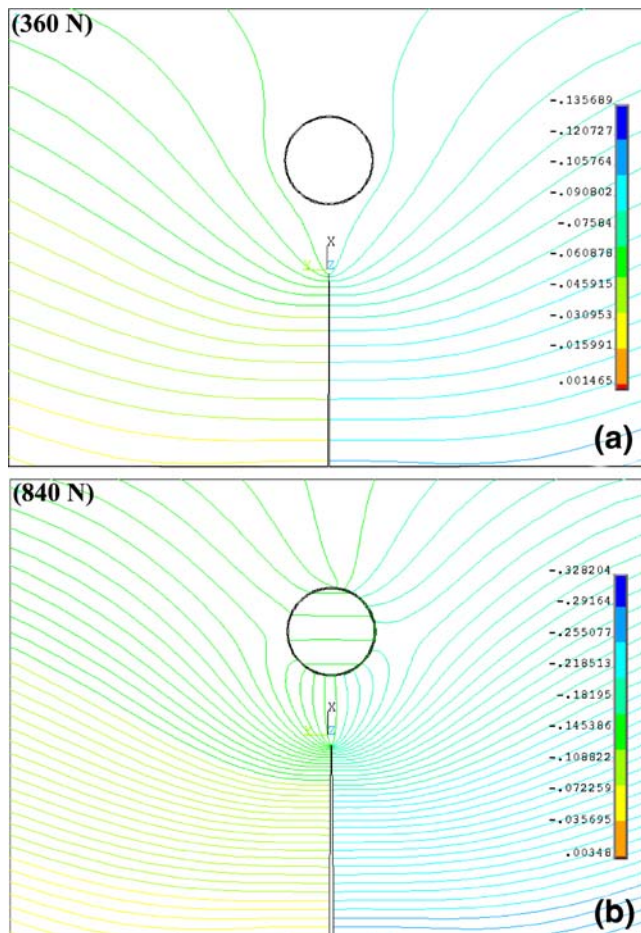 (360 N)
-.135689
-.120727
-.105764
-.090802
-.07584
-.060878
-.045915
-.030953
-.015991
.001465
X
Y Z
(a)
(840 N)
-.328204
-.29164
-.255077
-.218513
-.18195
-.145386
-.108822
-.072259
-.035695
.00348
X
Y Z
(b)